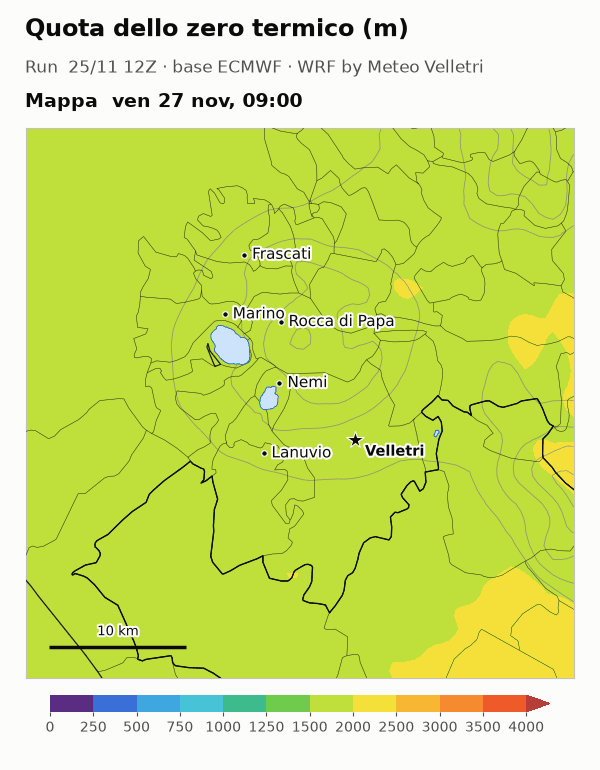 Quota dello zero termico (m)
Run  25/11 12Z · base ECMWF · WRF by Meteo Velletri
Mappa  ven 27 nov, 09:00
Frascati
Marino
Rocca di Papa
Nemi
Velletri
Lanuvio
10 km
0 250 500 750 1000 1250 1500 2000 2500 3000 3500 4000